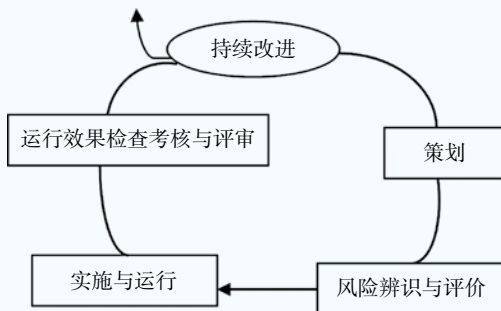 持续改进
运行效果检查考核与评审
策划
实施与运行
风险辨识与评价